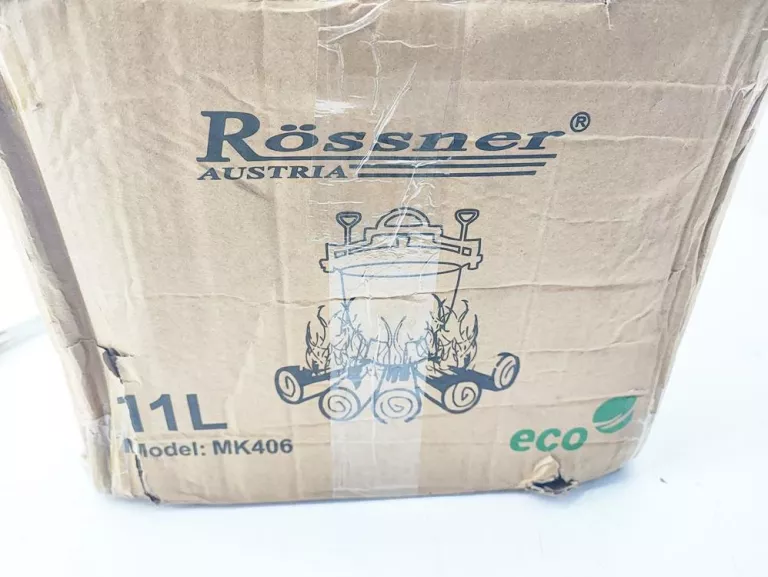 Rössner®
AUSTRIA
11L
Model: MK406
eco